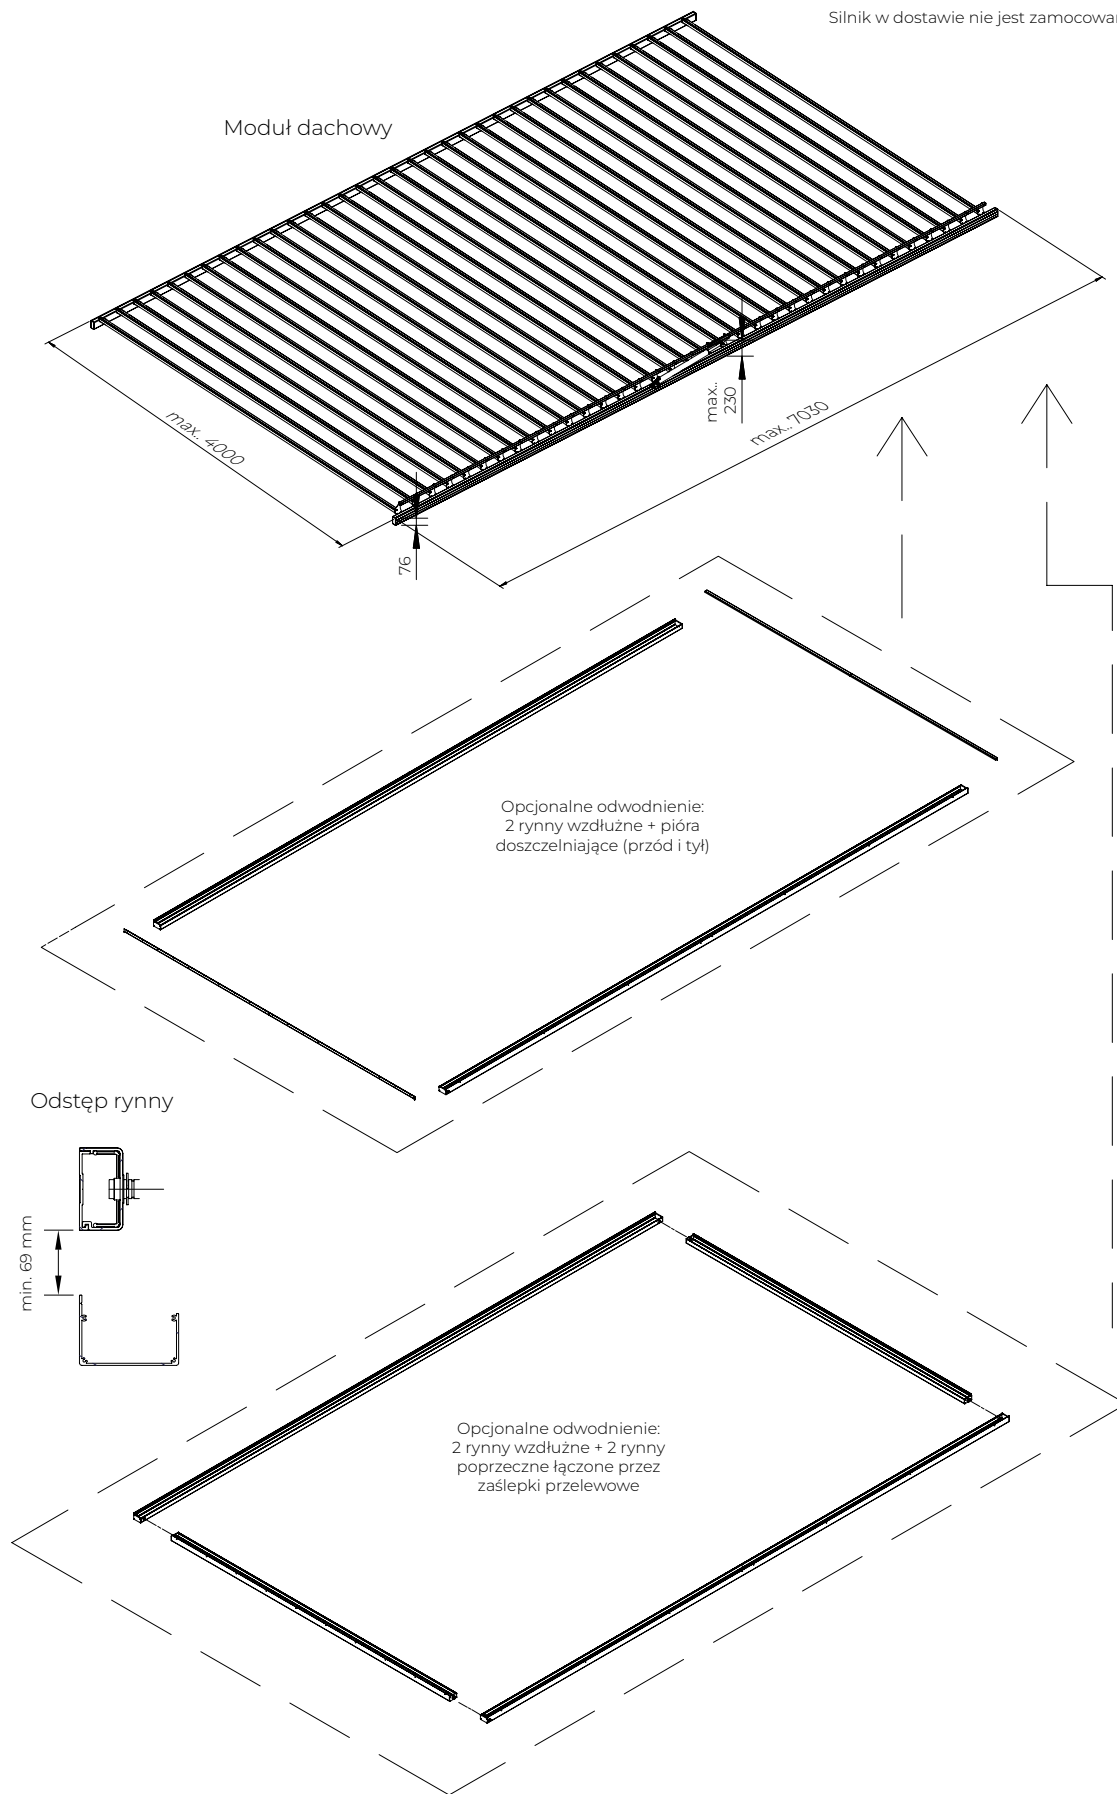 Silnik w dostawie nie jest
Moduł dachowy
max.. 4000
76
max..
230
max.. 7030
Opcjonalne odwodnienie:
2 rynny wzdłużne + pióra
doszczelniające (przód i tył)
Odstęp rynny
min. 69 mm
Opcjonalne odwodnienie:
2 rynny wzdłużne + 2 rynny
poprzeczne łączone przez
zaślepki przelewowe